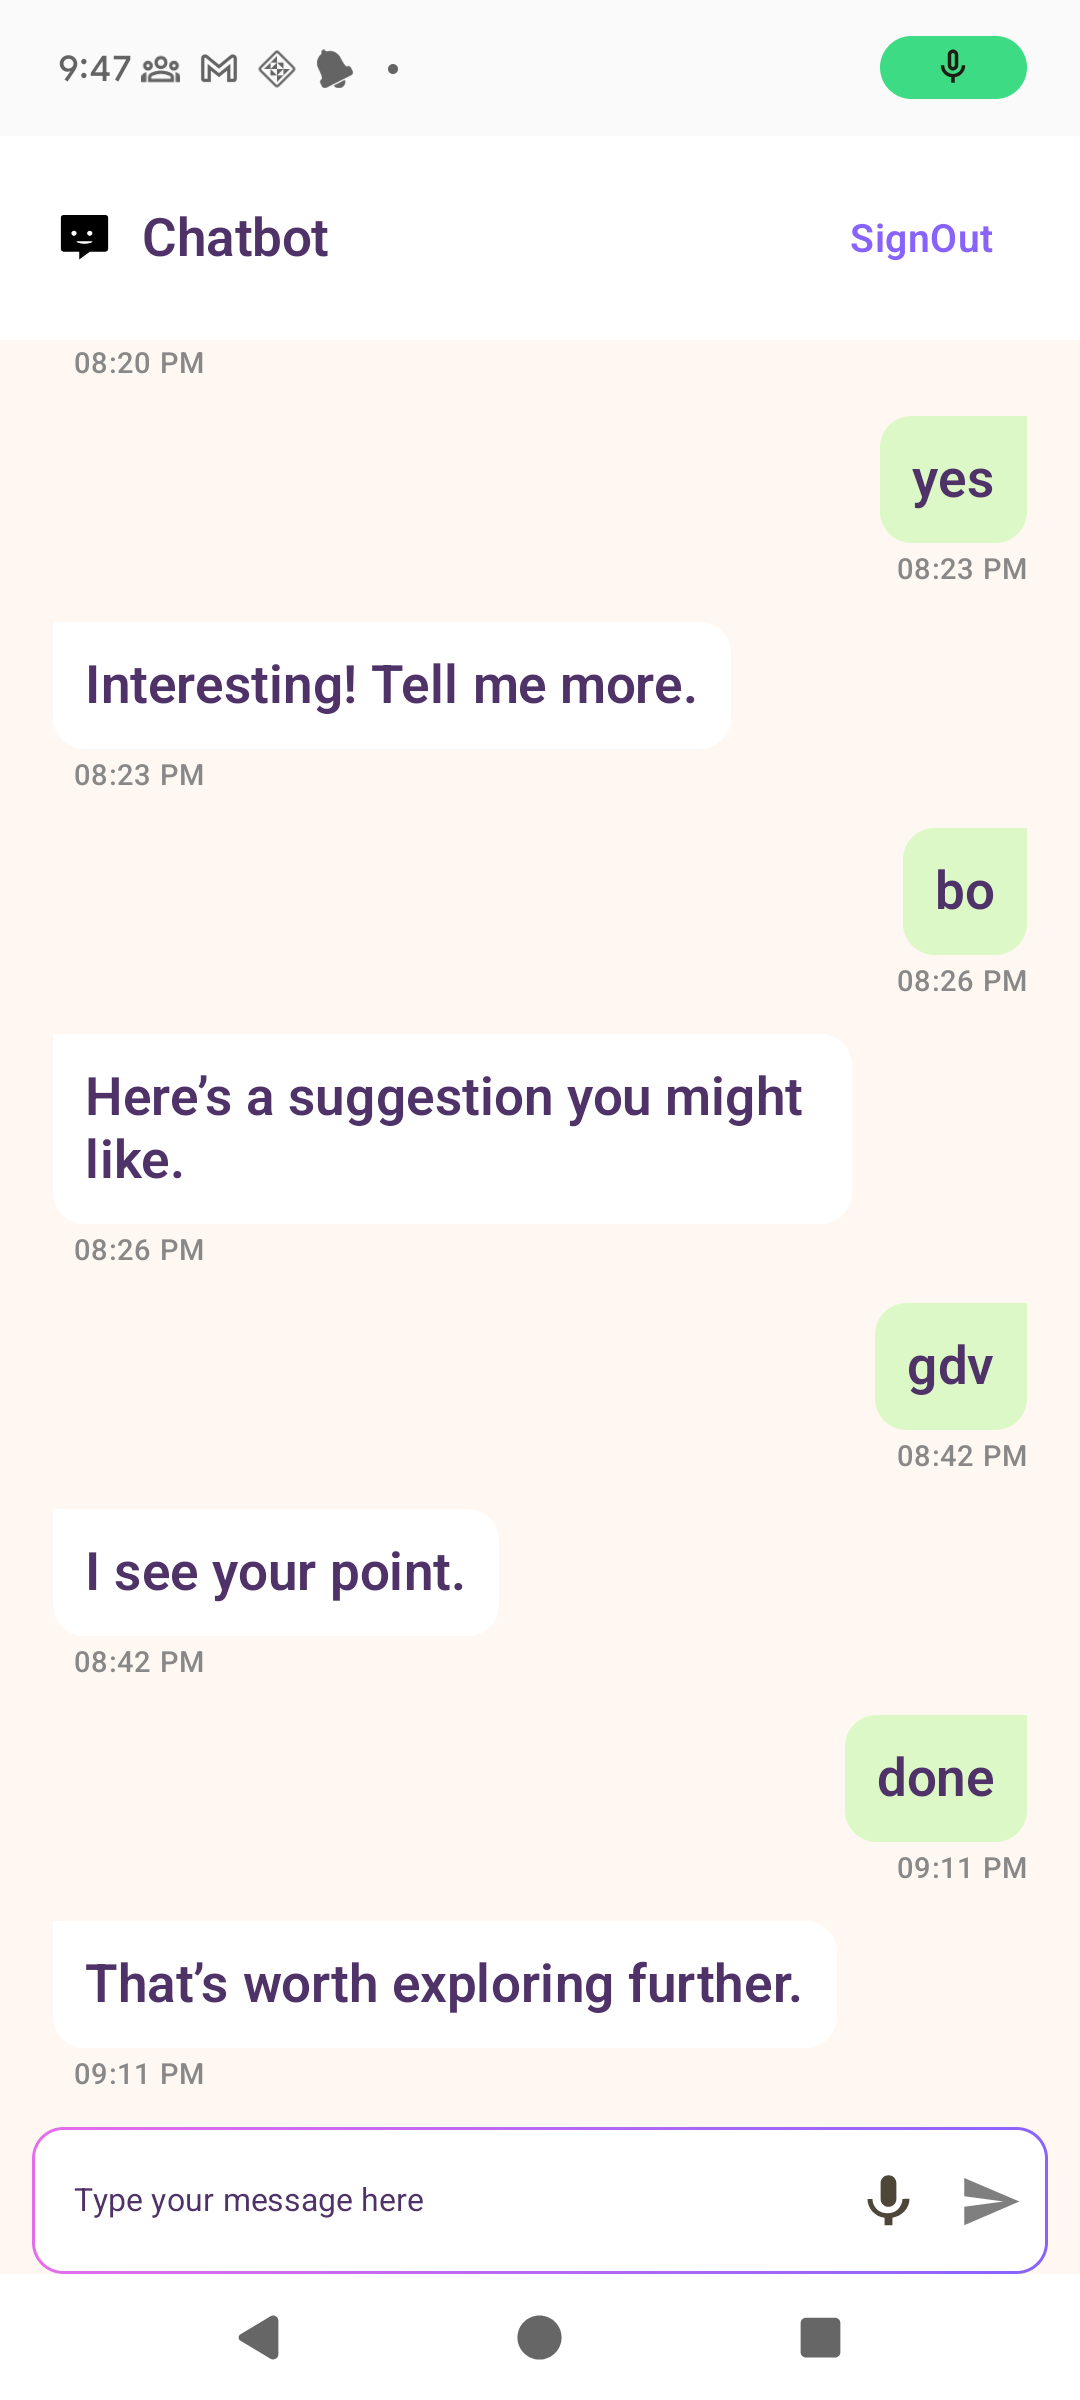 9:47
Chatbot
SignOut
08:20 PM
yes
08:23 PM
Interesting! Tell me more.
08:23 PM
bo
08:26 PM
Here’s a suggestion you might
like.
08:26 PM
gdv
08:42 PM
I see your point.
08:42 PM
done
09:11 PM
That’s worth exploring further.
09:11 PM
Type your message here